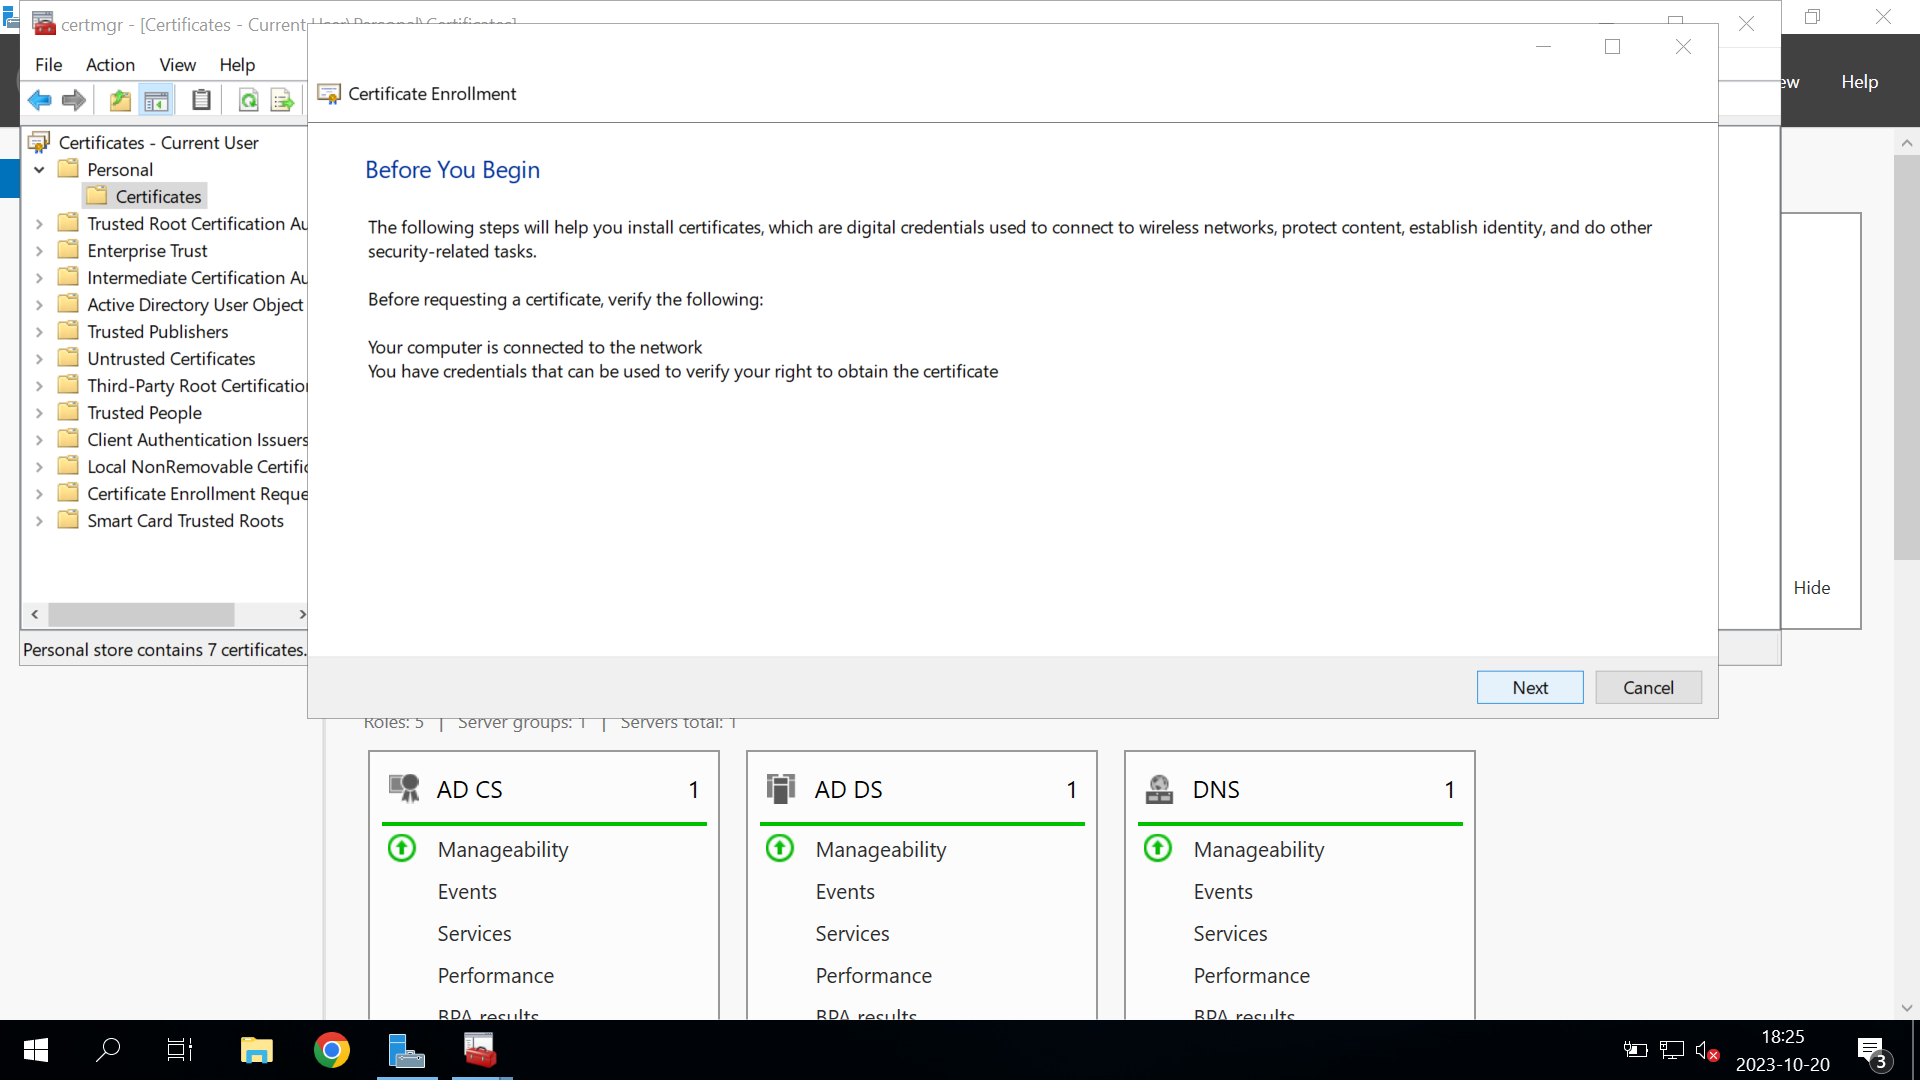 certmgr - [Certificates - Current User\Personal\Certificates]
File Action View Help
ew Help
Certificate Enrollment
Certificates - Current User
Personal
Certificates
Trusted Root Certification Au
Enterprise Trust
Intermediate Certification Au
Active Directory User Object
Trusted Publishers
Untrusted Certificates
Third-Party Root Certification
Trusted People
Client Authentication Issuers
Local NonRemovable Certific
Certificate Enrollment Reque
Smart Card Trusted Roots
Personal store contains 7 certificates.
Before You Begin
The following steps will help you install certificates, which are digital credentials used to connect to wireless networks, protect content, establish identity, and do other
security-related tasks.
Before requesting a certificate, verify the following:
Your computer is connected to the network
You have credentials that can be used to verify your right to obtain the certificate
Hide
Next Cancel
Roles: 5 | Server groups: 1 | Servers total: 1
AD CS 1
Manageability
Events
Services
Performance
BPA results
AD DS 1
Manageability
Events
Services
Performance
BPA results
DNS 1
Manageability
Events
Services
Performance
BPA results
18:25
2023-10-20
3